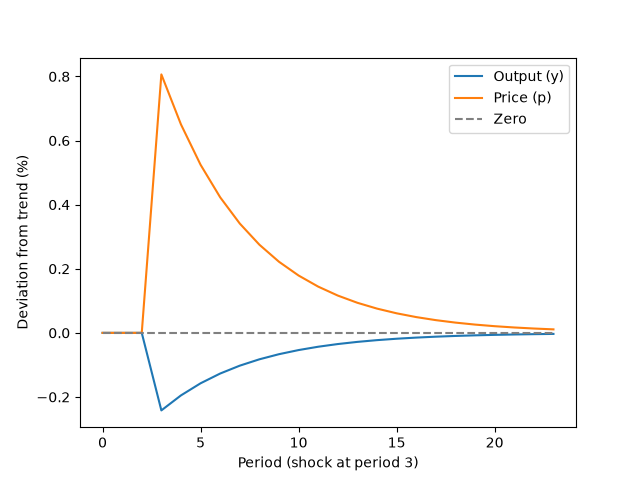 Output (y)
Price (p)
Zero
Deviation from trend (%)
0.8
0.6
0.4
0.2
0.0
−0.2
0
5
10
15
20
Period (shock at period 3)